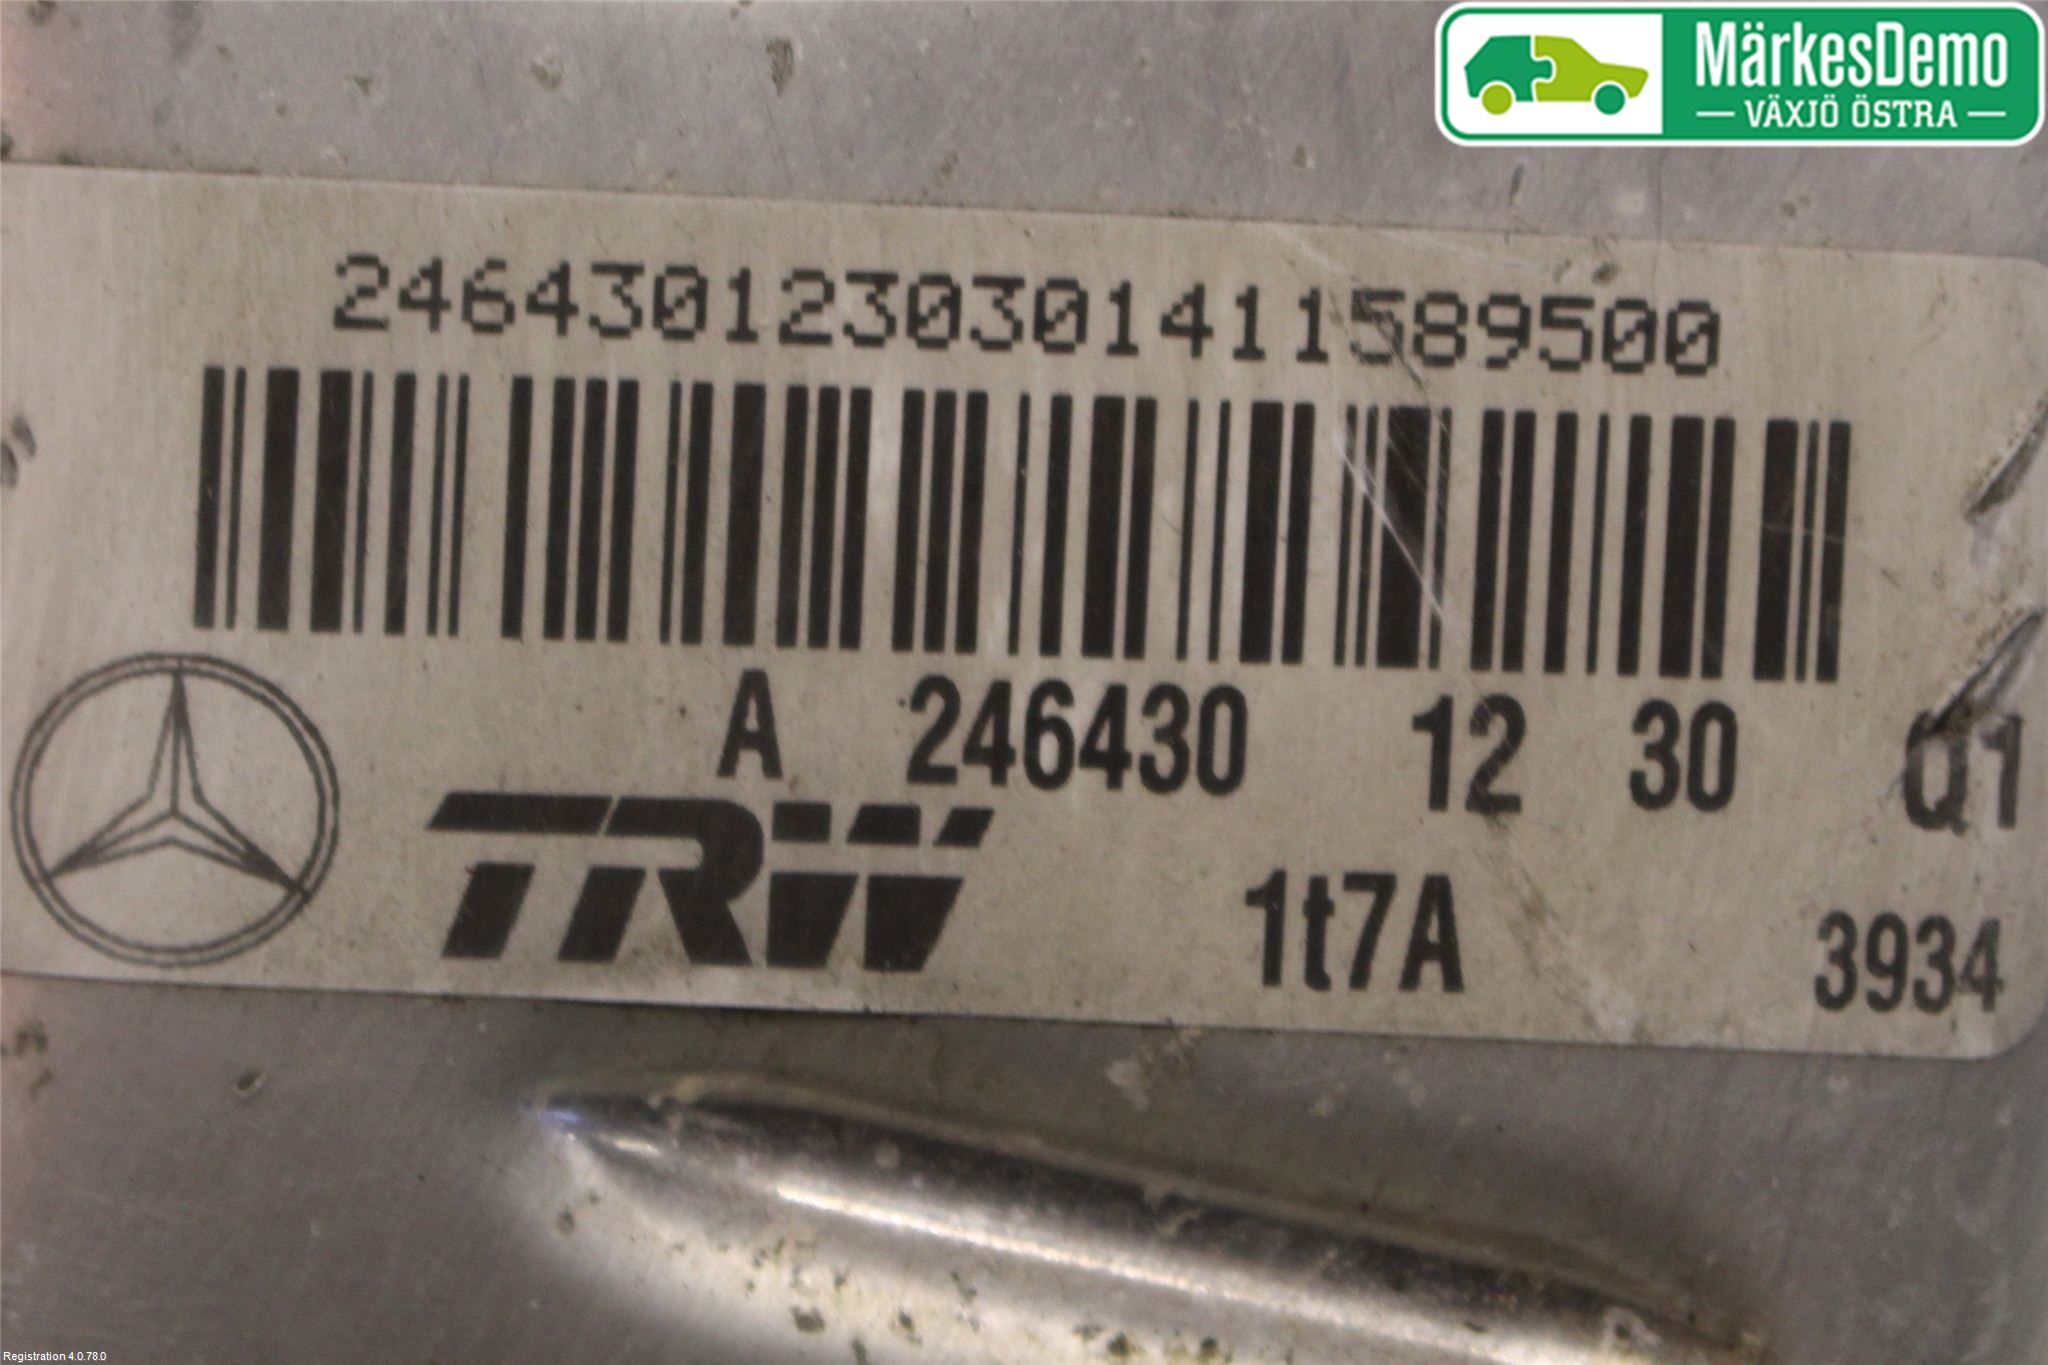 MärkesDemo
VÄXJÖ ÖSTRA
2464301230301411589500
A 246430 12 30 Q1
TRW 1t7A 3934
Registration 4.0.78.0